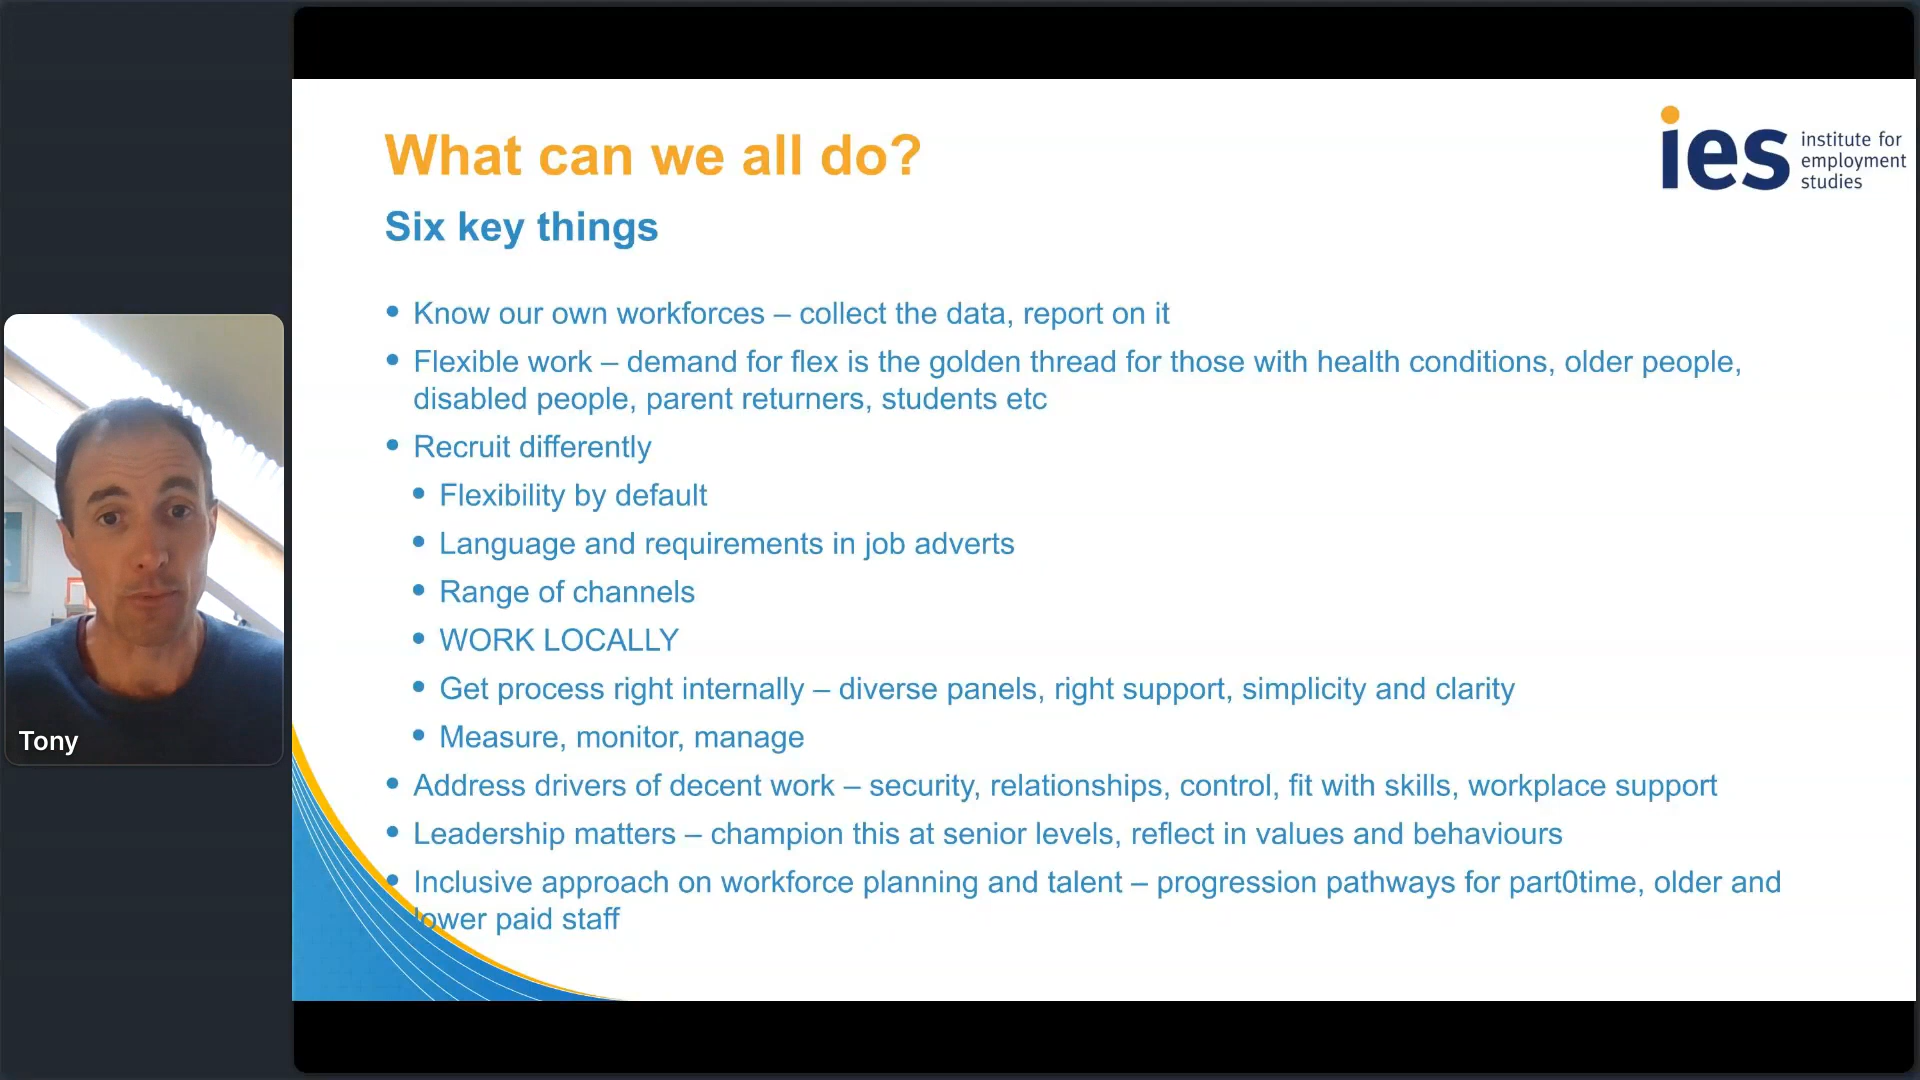 What can we all do?
ies institute for
employment
studies
Six key things
• Know our own workforces – collect the data, report on it
• Flexible work – demand for flex is the golden thread for those with health conditions, older people,
disabled people, parent returners, students etc
• Recruit differently
• Flexibility by default
• Language and requirements in job adverts
• Range of channels
• WORK LOCALLY
• Get process right internally – diverse panels, right support, simplicity and clarity
• Measure, monitor, manage
• Address drivers of decent work – security, relationships, control, fit with skills, workplace support
• Leadership matters – champion this at senior levels, reflect in values and behaviours
• Inclusive approach on workforce planning and talent – progression pathways for part0time, older and
lower paid staff
Tony